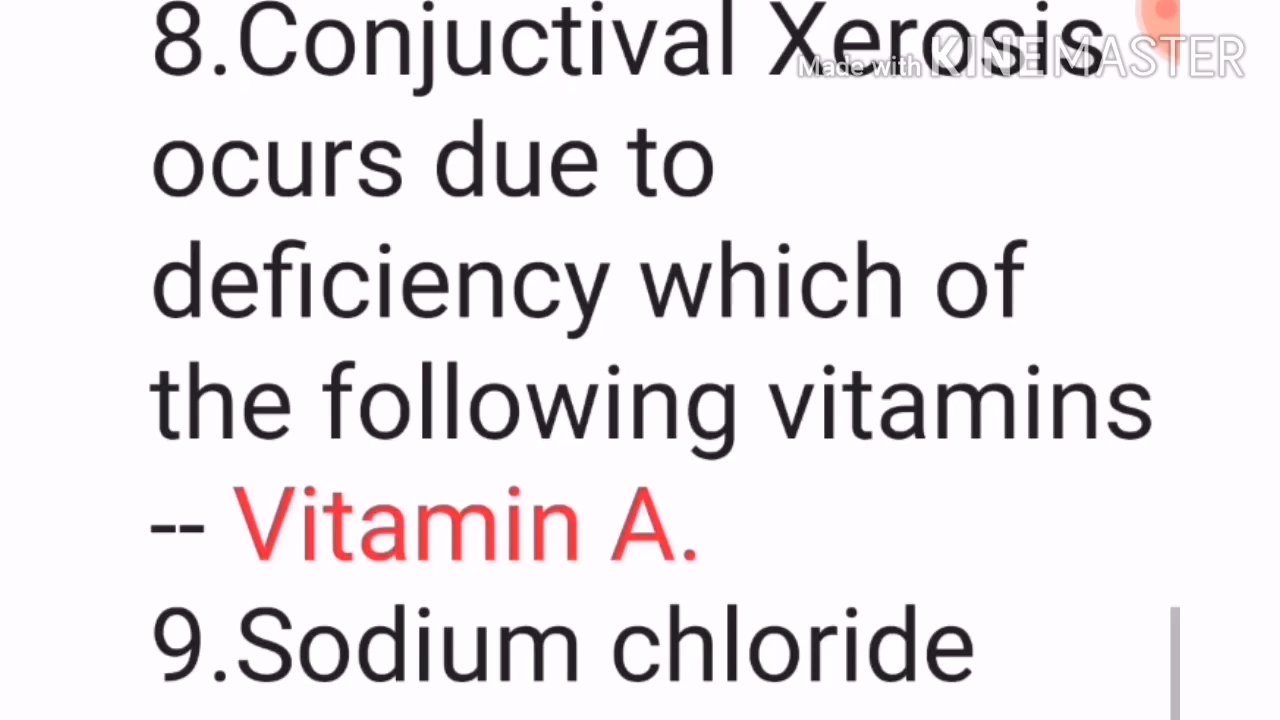 8.Conjuctival Xerosis
Made with KINEMASTER
ocurs due to
deficiency which of
the following vitamins
-- Vitamin A.
9.Sodium chloride